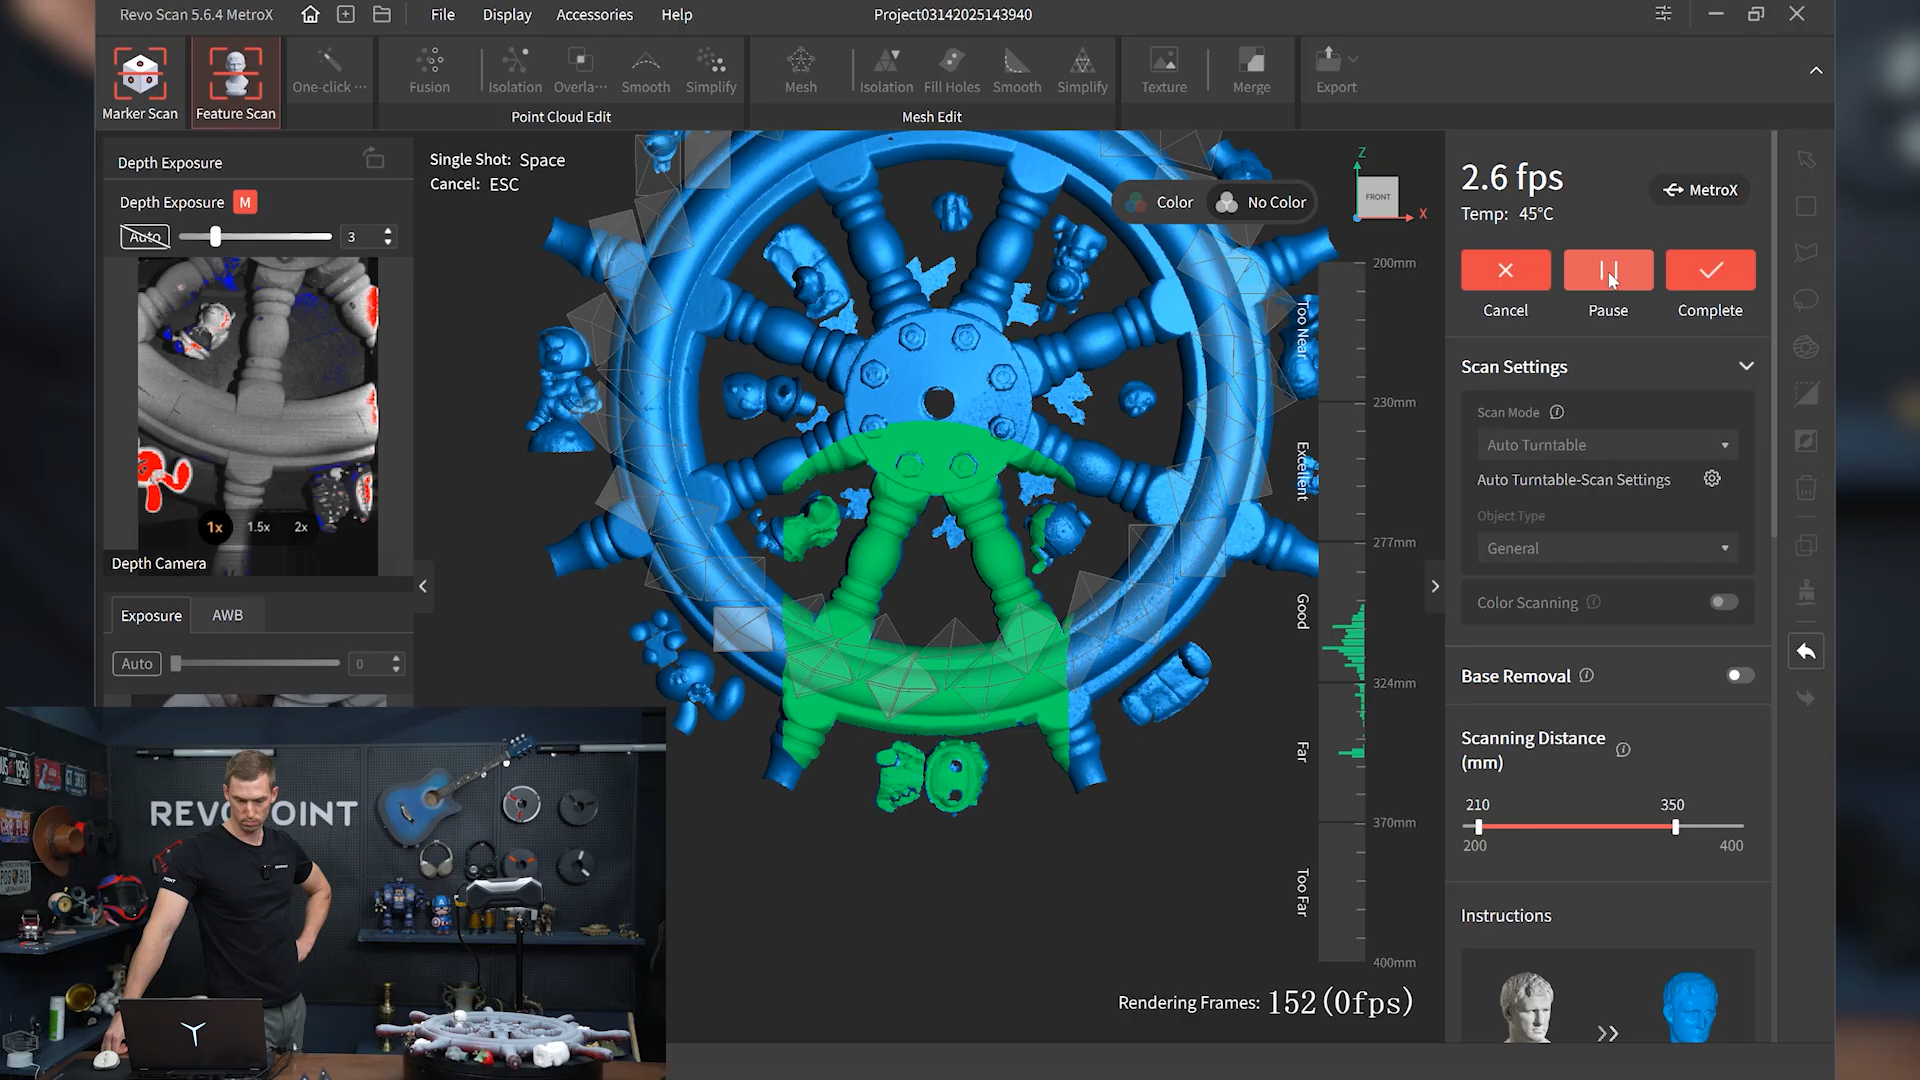 Revo Scan 5.6.4 MetroX
File
Display
Accessories
Help
Project03142025143940
Marker Scan
Feature Scan
One-click ···
Fusion
Isolation
Overla···
Smooth
Simplify
Point Cloud Edit
Mesh
Isolation
Fill Holes
Smooth
Simplify
Mesh Edit
Texture
Merge
Export
Depth Exposure
Depth Exposure M
Auto
3
1x
1.5x
2x
Depth Camera
Exposure
AWB
Auto
0
Single Shot: Space
Cancel: ESC
Color
No Color
Z
FRONT
X
200mm
Too Near
230mm
Excellent
277mm
Good
324mm
Far
370mm
Too Far
400mm
Rendering Frames: 152(0fps)
2.6 fps
MetroX
Temp: 45°C
Cancel
Pause
Complete
Scan Settings
Scan Mode
Auto Turntable
Auto Turntable-Scan Settings
Object Type
General
Color Scanning
Base Removal
Scanning Distance
(mm)
210
350
200
400
Instructions
REVOPOINT